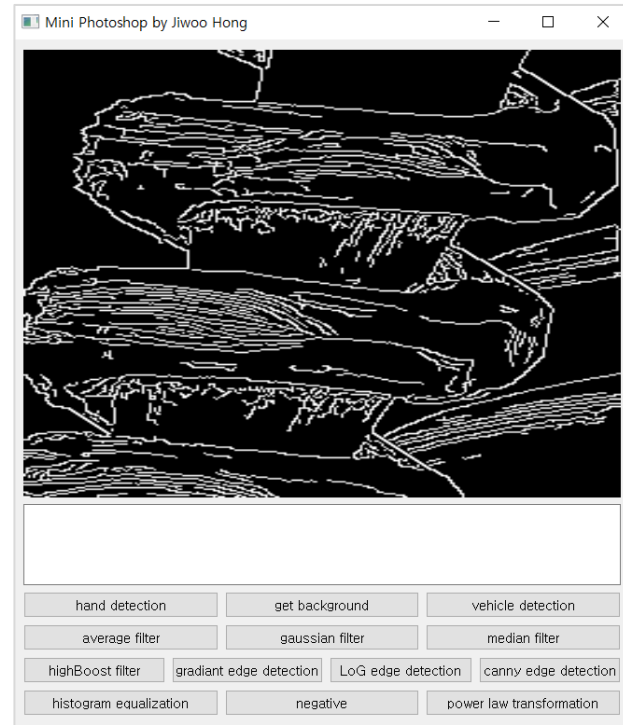 Mini Photoshop by Jiwoo Hong
hand detection get background vehicle detection
average filter gaussian filter median filter
highBoost filter gradiant edge detection LoG edge detection canny edge detection
histogram equalization negative power law transformation